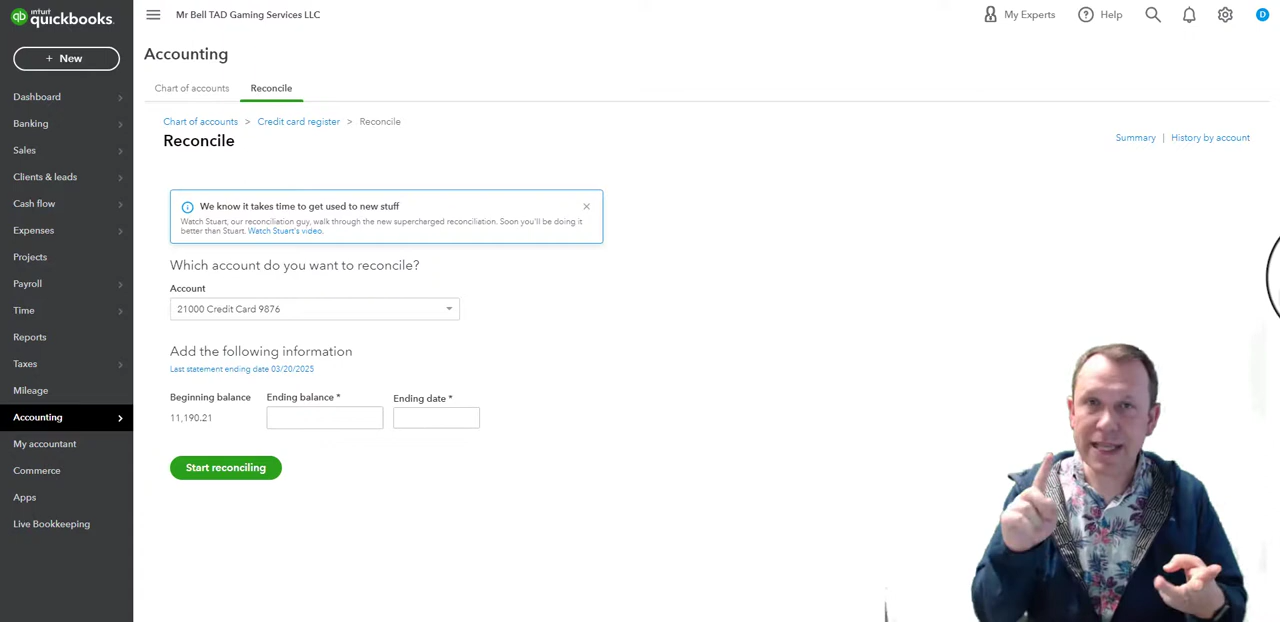 intuit
quickbooks.
qb
Mr Bell TAD Gaming Services LLC
My Experts
Help
D
+ New
Dashboard
Banking
Sales
Clients & leads
Cash flow
Expenses
Projects
Payroll
Time
Reports
Taxes
Mileage
Accounting
My accountant
Commerce
Apps
Live Bookkeeping
Accounting
Chart of accounts
Reconcile
Chart of accounts > Credit card register > Reconcile
Reconcile
Summary | History by account
We know it takes time to get used to new stuff
Watch Stuart, our reconciliation guy, walk through the new supercharged reconciliation. Soon you'll be doing it
better than Stuart. Watch Stuart's video.
Which account do you want to reconcile?
Account
21000 Credit Card 9876
Add the following information
Last statement ending date 03/20/2025
Beginning balance Ending balance * Ending date *
11,190.21
Start reconciling